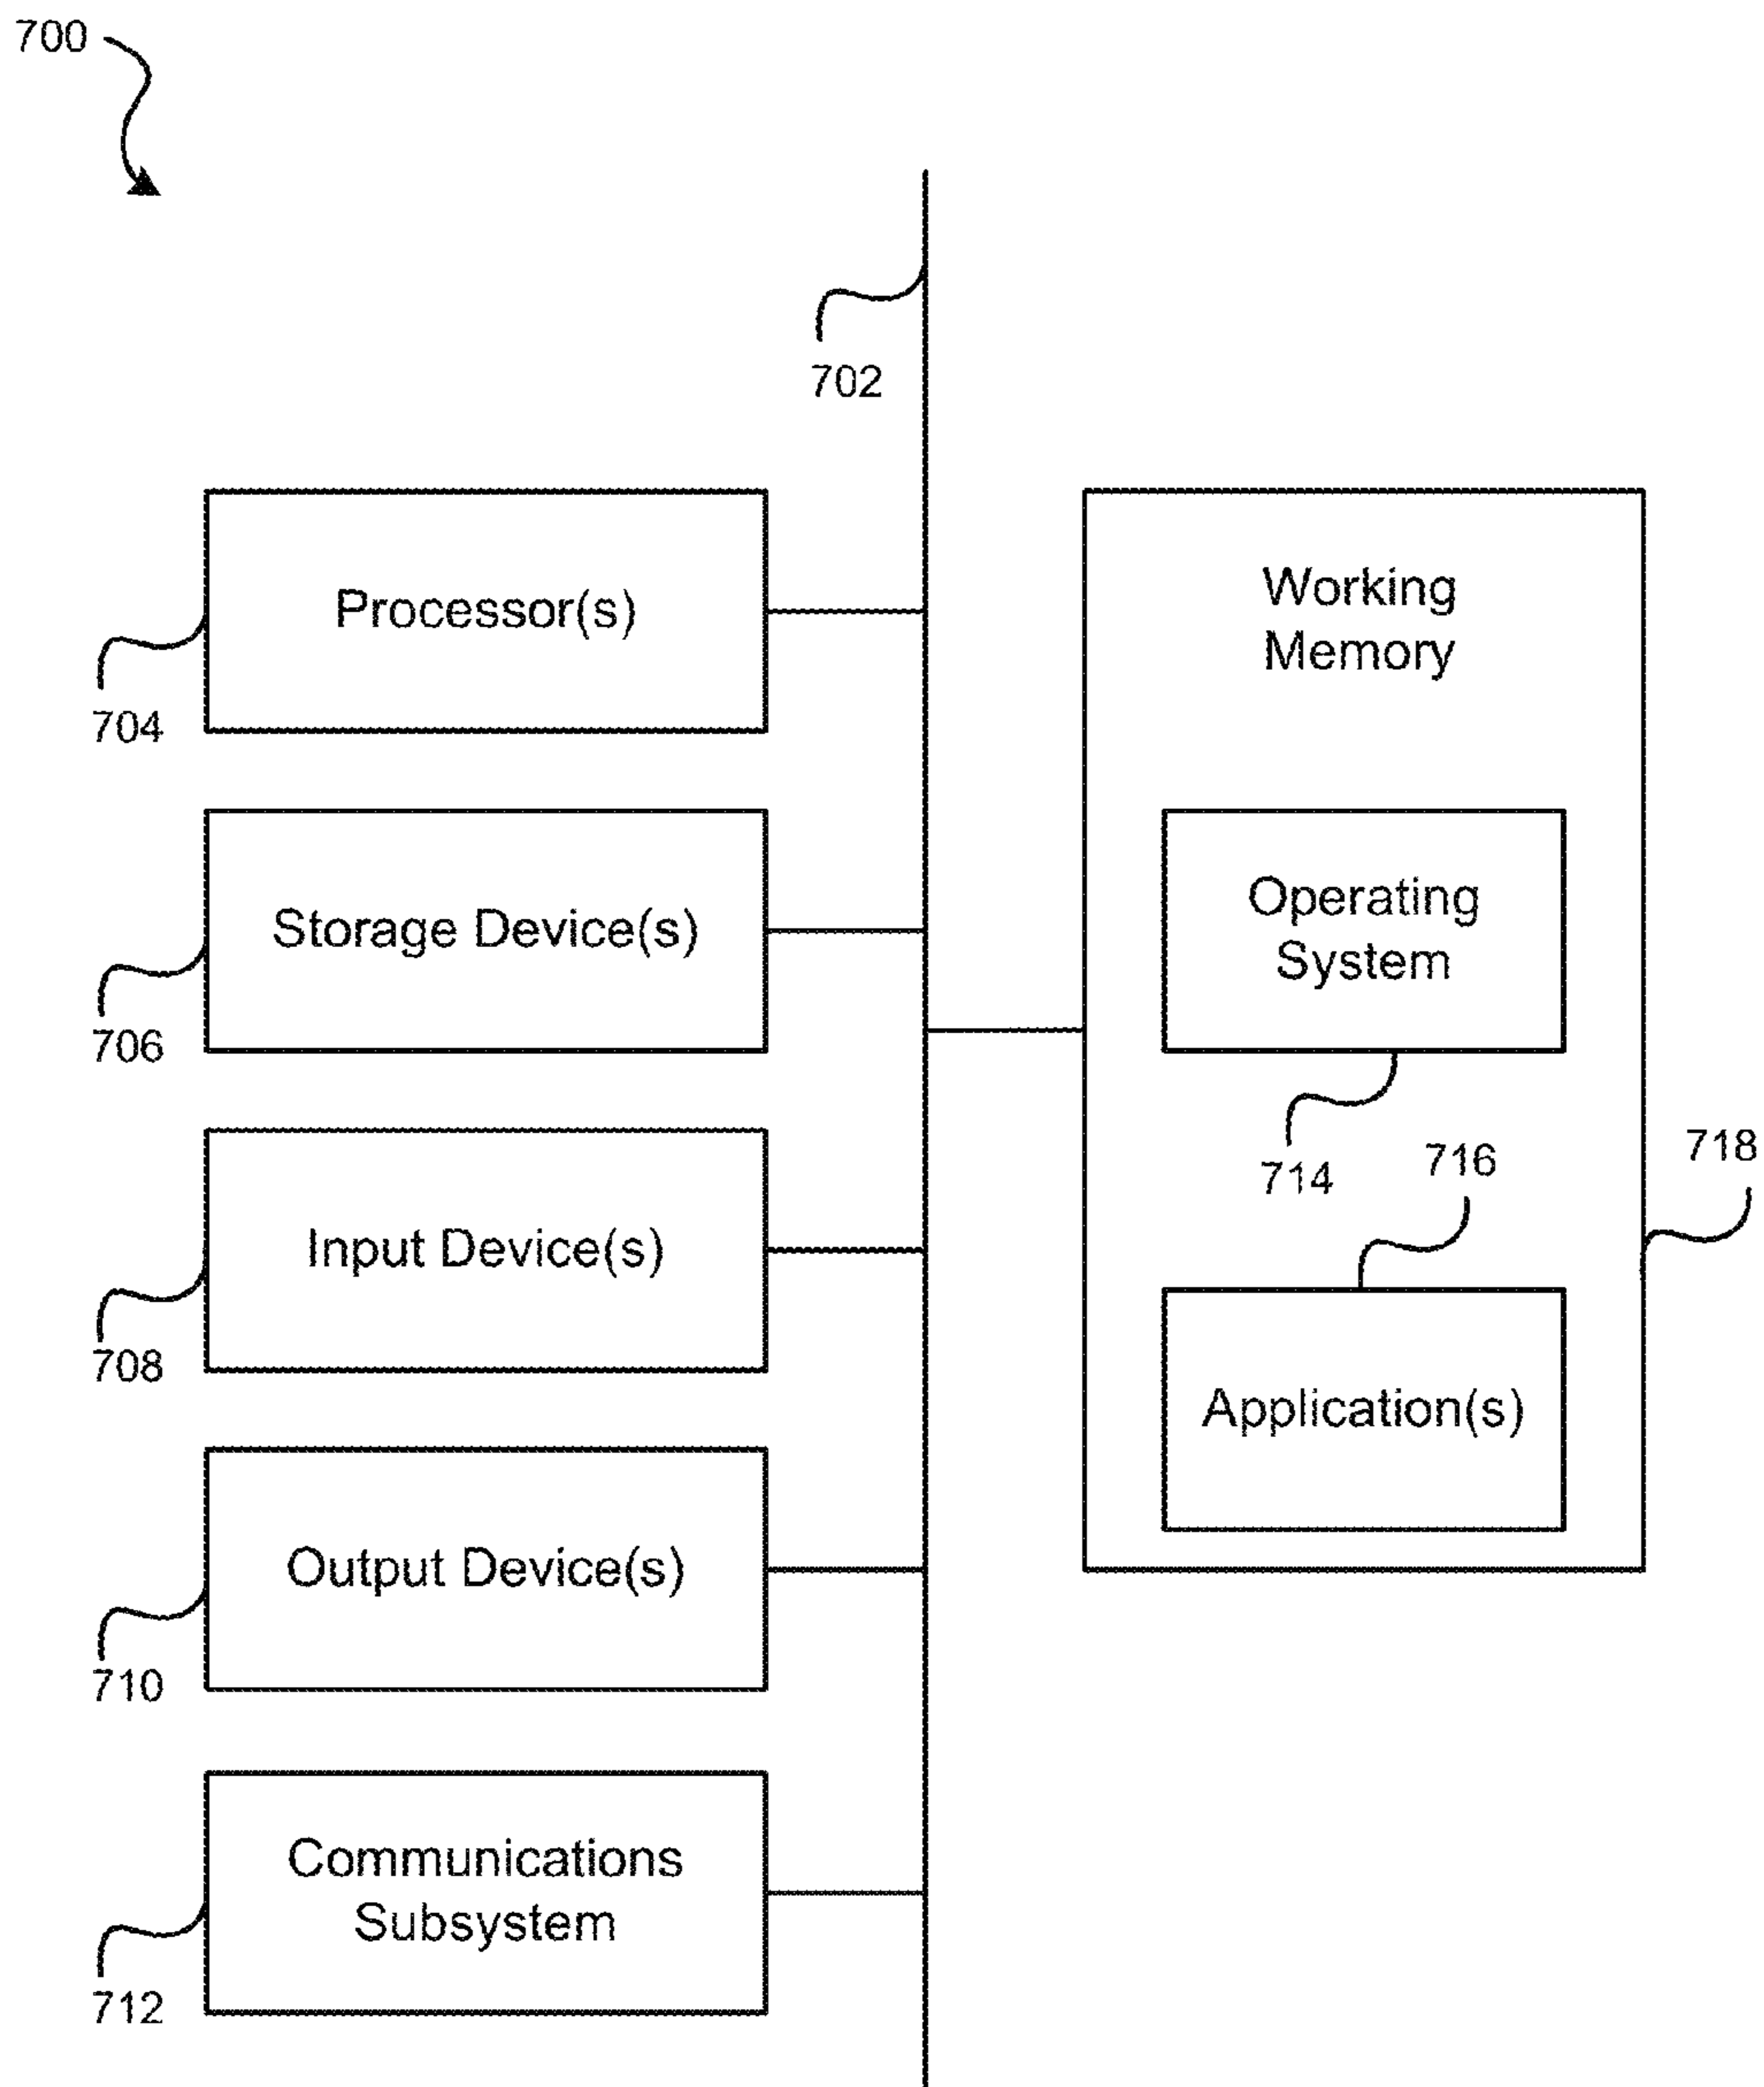 700
702
Processor(s)
704
Storage Device(s)
706
Input Device(s)
708
Output Device(s)
710
Communications
Subsystem
712
Working
Memory
Operating
System
714
716
718
Application(s)